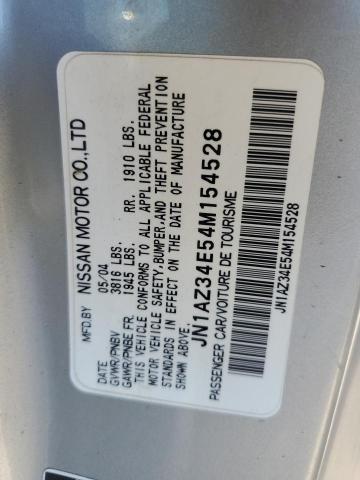 MFD.BY NISSAN MOTOR CO.,LTD
DATE 05/04
GVWR/PNBV 3816 LBS.
GAWR/PNBE FR. 945 LBS. RR. 1910 LBS.
THIS VEHICLE CONFORMS TO ALL APPLICABLE FEDERAL
MOTOR VEHICLE SAFETY,BUMPER,AND THEFT PREVENTION
STANDARDS IN EFFECT ON THE DATE OF MANUFACTURE
SHOWN ABOVE.
JN1AZ34E54M154528
PASSENGER CAR/VOITURE DE TOURISME
JN1AZ34E54M154528